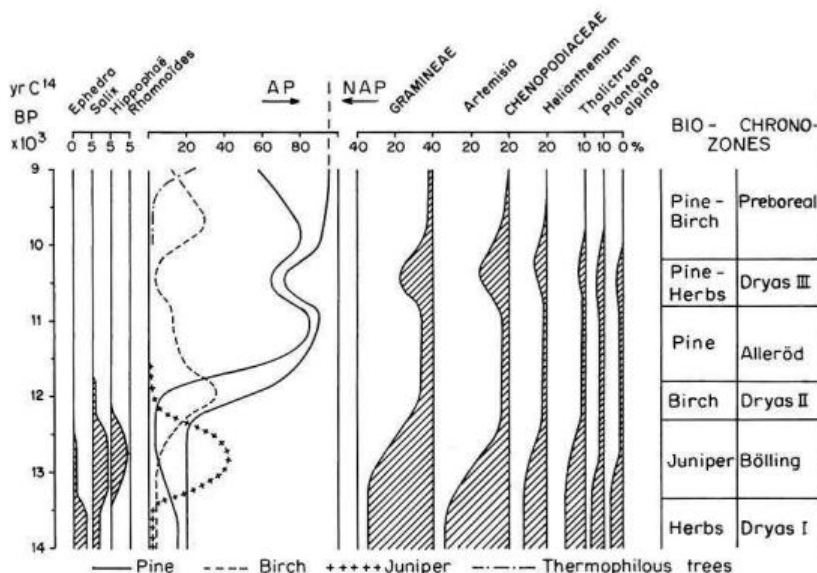 yr C14
BP
x10³
Ephedra
Salix
Hippophaë
Rhamnoïdes
AP
NAP
GRAMINEAE
Artemisia
CHENOPODIACEAE
Helianthemum
Thalictrum
Plantago
alpina
BIO - CHRONO-
ZONES
0 5 5 5 20 40 60 80 40 20 40 20 20 20 10 10 0 %
9
10
11
12
13
14
Pine -
Birch
Preboreal
Pine -
Herbs
Dryas III
Pine
Alleröd
Birch
Dryas II
Juniper
Bölling
Herbs
Dryas I
Pine
Birch
Juniper
Thermophilous trees